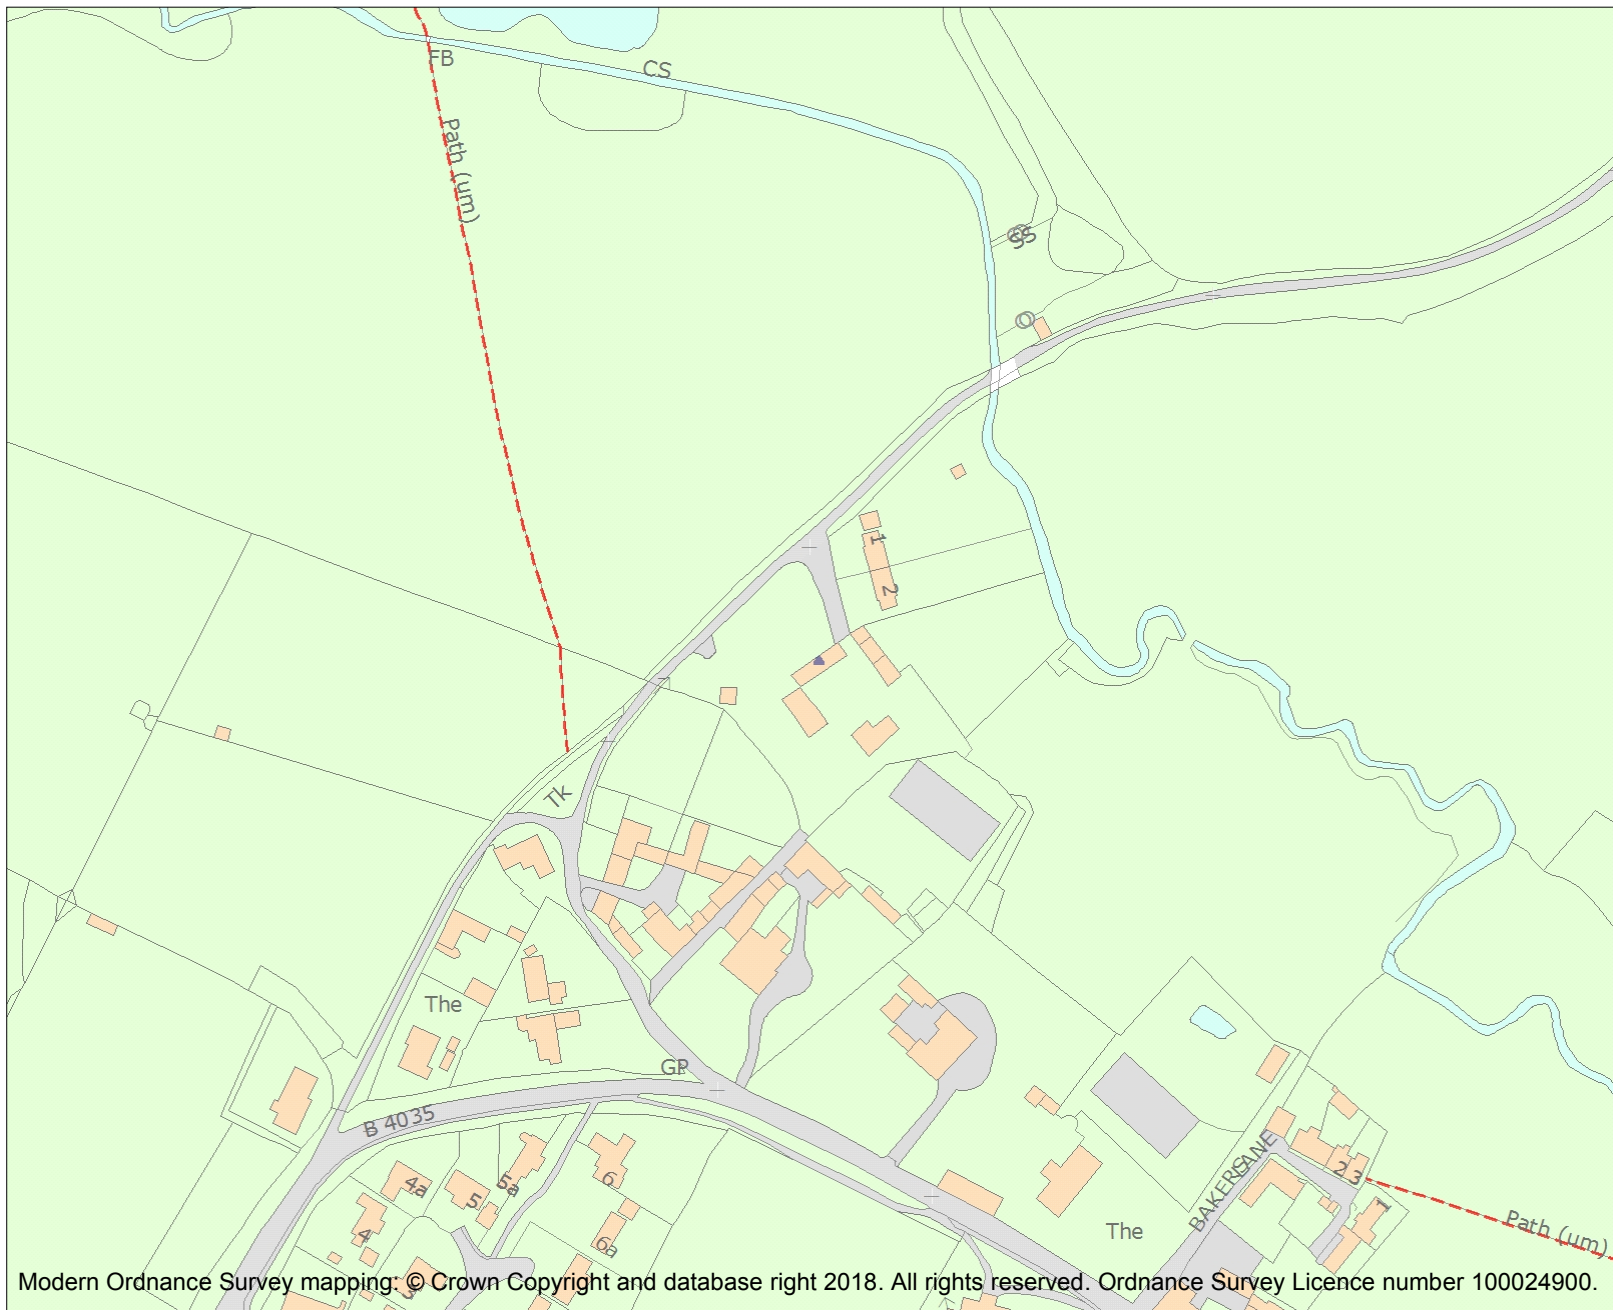 FB
CS
Path (um)
O
1
2
Tk
The
GP
B 4035
4a
5
5a
6
4
6a
3
2 3
1
BAKERS LANE
The
Path (um)
Modern Ordnance Survey mapping: © Crown Copyright and database right 2018. All rights reserved. Ordnance Survey Licence number 100024900.